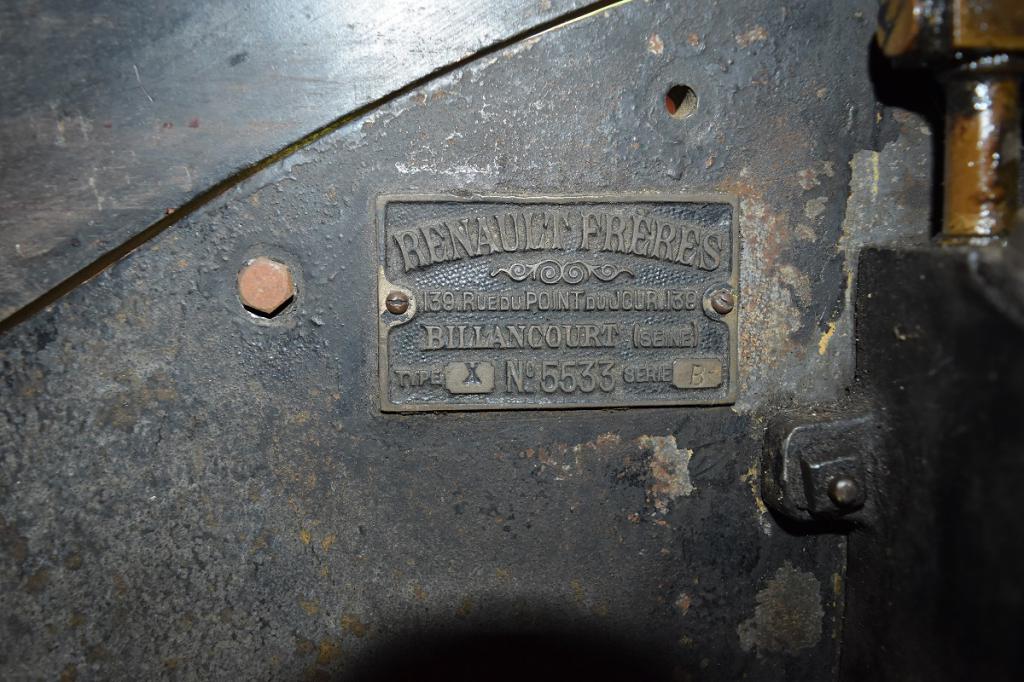 RENAULT FRÈRES
139. RUE DU POINT DU JOUR. 139
BILLANCOURT (SEINE)
TYPE X No 5533 SERIE B